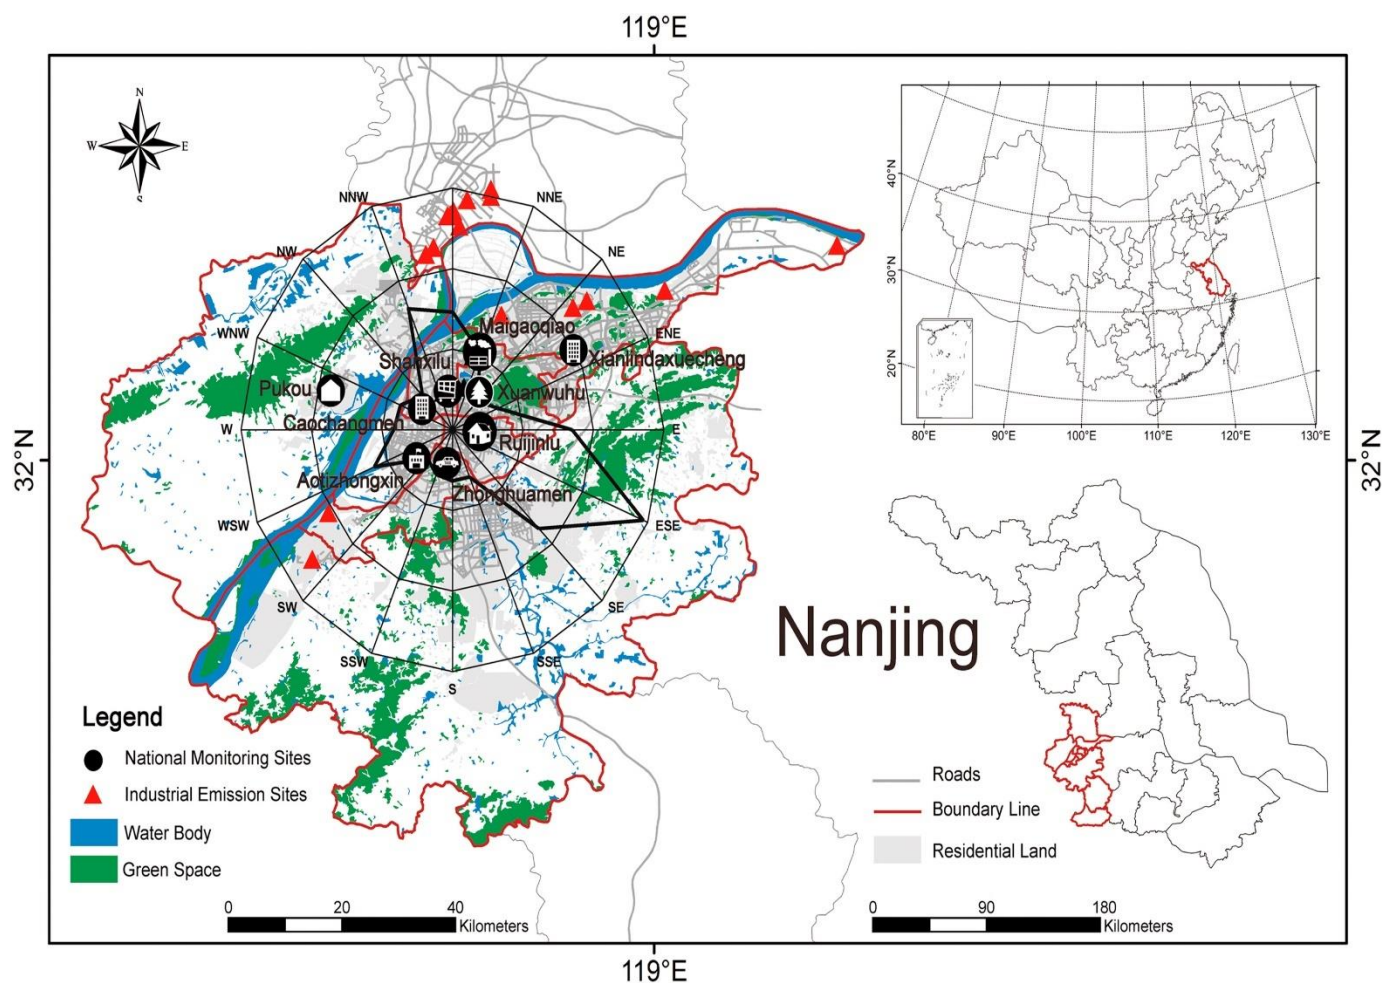 119°E
N
W
E
S
NNW
NNE
NW
NE
WNW
ENE
Maigaoqiao
Shanxilu
Xianlindaxuecheng
Pukou
Xuanwuhu
Caochangmen
W
E
Ruijinlu
Aotizhongxin
Zhonghuamen
WSW
ESE
SW
SE
SSW
SSE
S
32°N
32°N
40°N
30°N
20°N
80°E
90°E
100°E
110°E
120°E
130°E
Nanjing
Legend
National Monitoring Sites
Industrial Emission Sites
Water Body
Green Space
Roads
Boundary Line
Residential Land
0 20 40
Kilometers
0 90 180
Kilometers
119°E